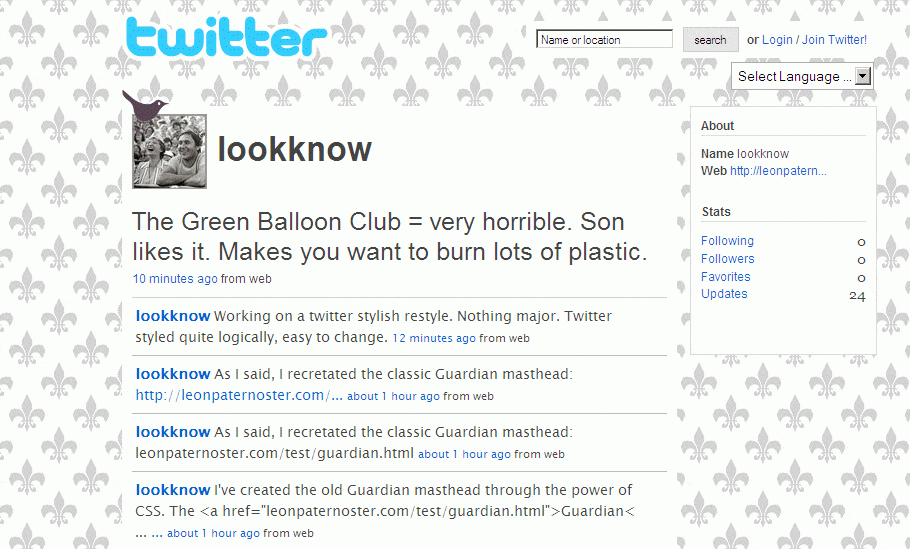 twitter
Name or location
search
or Login / Join Twitter!
Select Language ...
lookknow
The Green Balloon Club = very horrible. Son
likes it. Makes you want to burn lots of plastic.
10 minutes ago from web
lookknow Working on a twitter stylish restyle. Nothing major. Twitter
styled quite logically, easy to change. 12 minutes ago from web
lookknow As I said, I recretated the classic Guardian masthead:
http://leonpaternoster.com/... about 1 hour ago from web
lookknow As I said, I recretated the classic Guardian masthead:
leonpaternoster.com/test/guardian.html about 1 hour ago from web
lookknow I've created the old Guardian masthead through the power of
CSS. The <a href="leonpaternoster.com/test/guardian.html">Guardian<
... ... about 1 hour ago from web
About
Name lookknow
Web http://leonpatern...
Stats
Following 0
Followers 0
Favorites 0
Updates 24